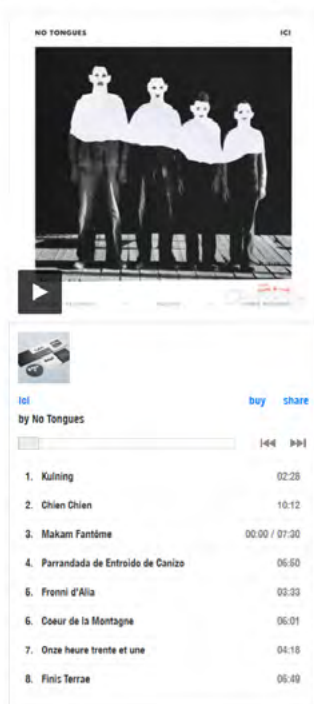 NO TONGUES ICI
ici buy share
by No Tongues
1. Kulning 02:28
2. Chien Chien 10:12
3. Makam Fantôme 00:00 / 07:30
4. Parrandada de Entroido de Canizo 06:50
5. Fronni d'Alia 03:33
6. Coeur de la Montagne 06:01
7. Onze heure trente et une 04:18
8. Finis Terrae 06:49